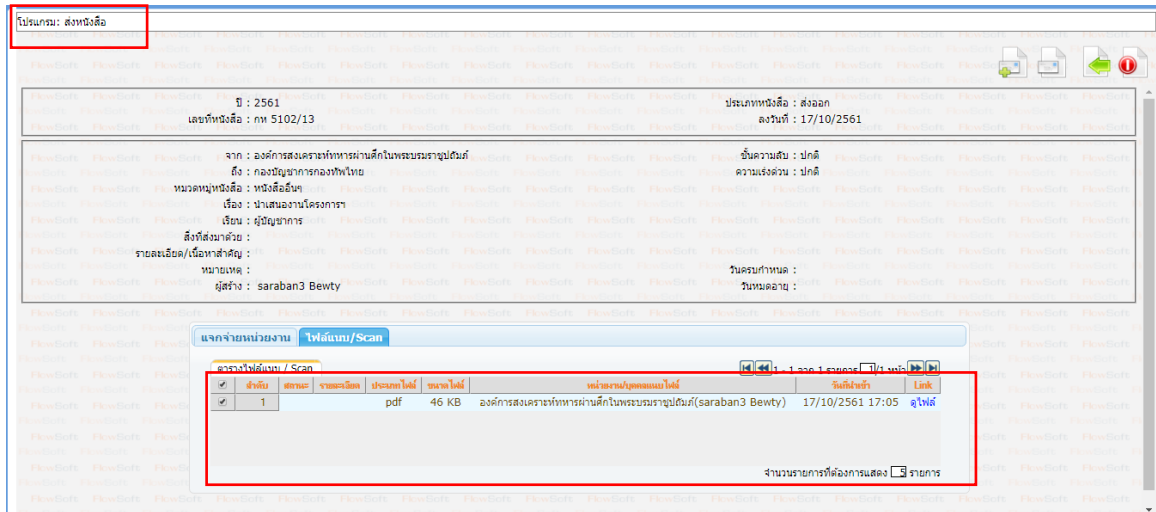 โปรแกรม: ส่งหนังสือ
ปี : 2561 ประเภทหนังสือ : ส่งออก
เลขที่หนังสือ : กห 5102/13 ลงวันที่ : 17/10/2561
จาก : องค์การสงเคราะห์ทหารผ่านศึกในพระบรมราชูปถัมภ์ ชั้นความลับ : ปกติ
ถึง : กองบัญชาการกองทัพไทย ความเร่งด่วน : ปกติ
หมวดหมู่หนังสือ : หนังสืออื่นๆ
เรื่อง : นำเสนองานโครงการฯ
เรียน : ผู้บัญชาการ
สิ่งที่ส่งมาด้วย :
รายละเอียด/เนื้อหาสำคัญ :
หมายเหตุ : วันครบกำหนด :
ผู้สร้าง : saraban3 Bewty วันหมดอายุ :
แจกจ่ายหน่วยงาน ไฟล์แนบ/Scan
ตารางไฟล์แนบ / Scan 1 - 1 จาก 1 รายการ 1/1 หน้า
ลำดับ สถานะ รายละเอียด ประเภทไฟล์ ขนาดไฟล์ หน่วยงาน/บุคคลแนบไฟล์ วันที่นำเข้า Link
1 pdf 46 KB องค์การสงเคราะห์ทหารผ่านศึกในพระบรมราชูปถัมภ์(saraban3 Bewty) 17/10/2561 17:05 ดูไฟล์
จำนวนรายการที่ต้องการแสดง 5 รายการ